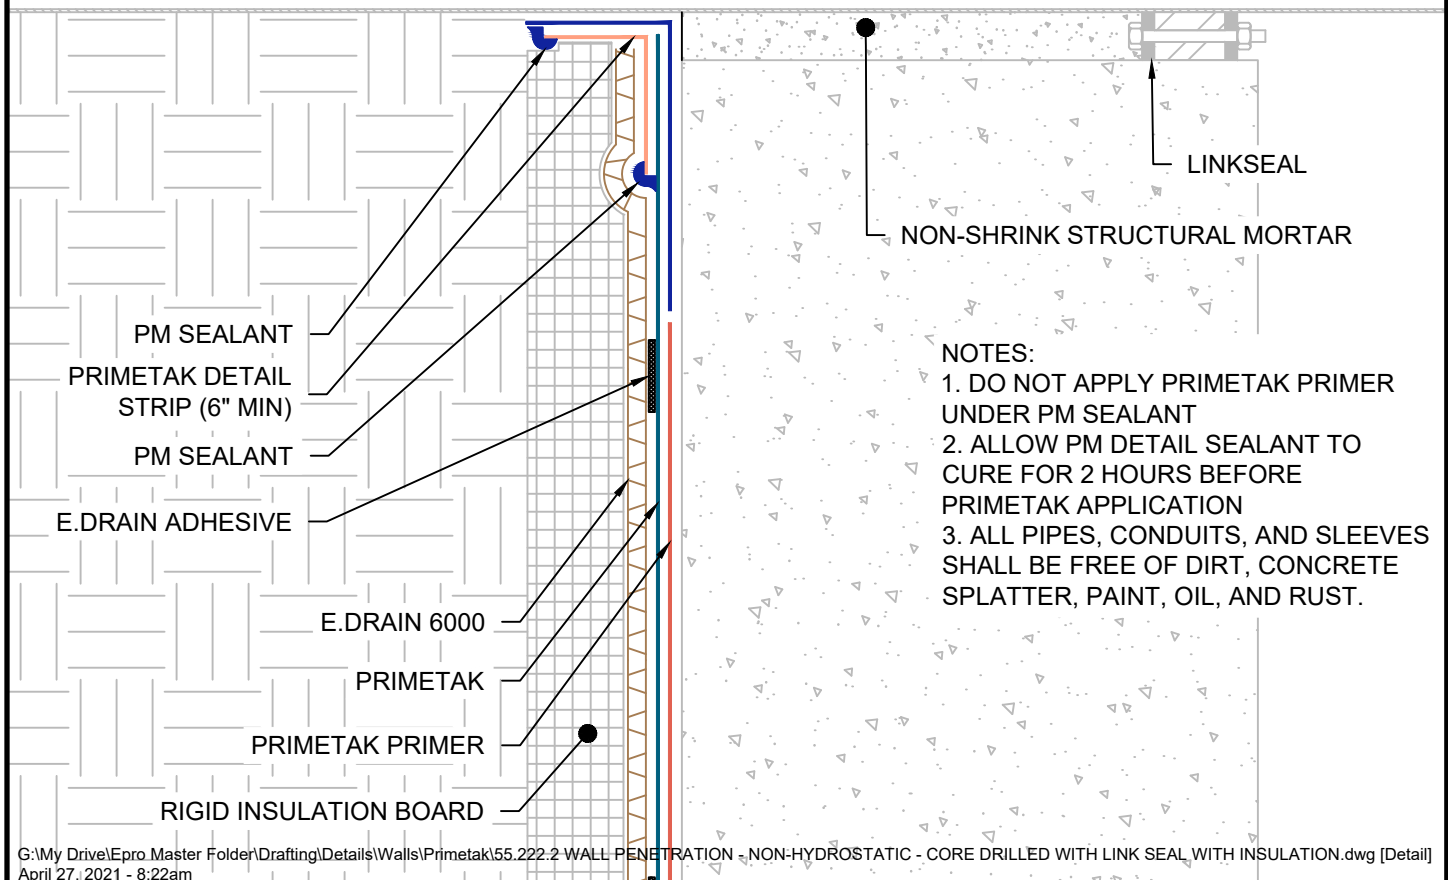 LINKSEAL
NON-SHRINK STRUCTURAL MORTAR
PM SEALANT
PRIMETAK DETAIL
STRIP (6" MIN)
PM SEALANT
E.DRAIN ADHESIVE
E.DRAIN 6000
PRIMETAK
PRIMETAK PRIMER
RIGID INSULATION BOARD
NOTES:
1. DO NOT APPLY PRIMETAK PRIMER
UNDER PM SEALANT
2. ALLOW PM DETAIL SEALANT TO
CURE FOR 2 HOURS BEFORE
PRIMETAK APPLICATION
3. ALL PIPES, CONDUITS, AND SLEEVES
SHALL BE FREE OF DIRT, CONCRETE
SPLATTER, PAINT, OIL, AND RUST.
G:\My Drive\Epro Master Folder\Drafting\Details\Walls\Primetak\55.222.2 WALL PENETRATION - NON-HYDROSTATIC - CORE DRILLED WITH LINK SEAL WITH INSULATION.dwg [Detail]
April 27, 2021 - 8:22am